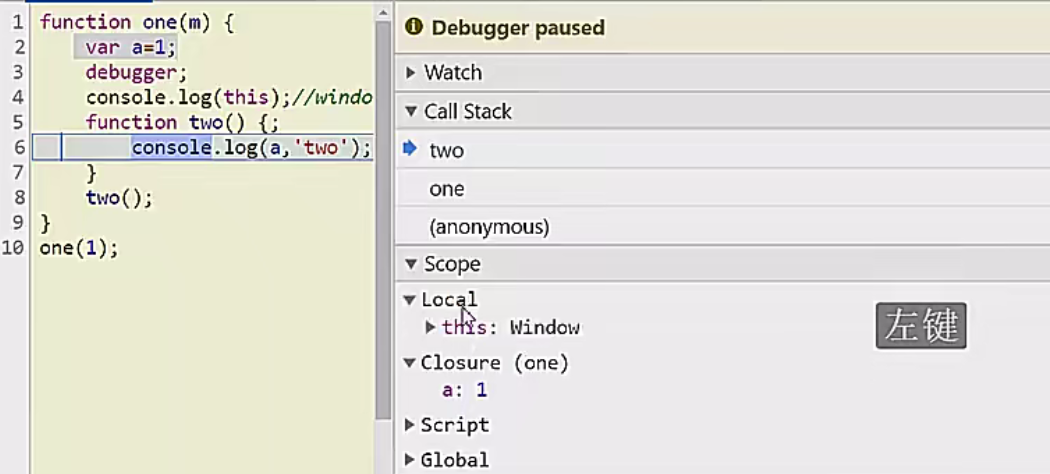 1 function one(m) {
2 var a=1;
3 debugger;
4 console.log(this);//windo
5 function two() {;
6 console.log(a,'two');
7 }
8 two();
9 }
10 one(1);
Debugger paused
Watch
Call Stack
two
one
(anonymous)
Scope
Local
this: Window
Closure (one)
a: 1
Script
Global
左键